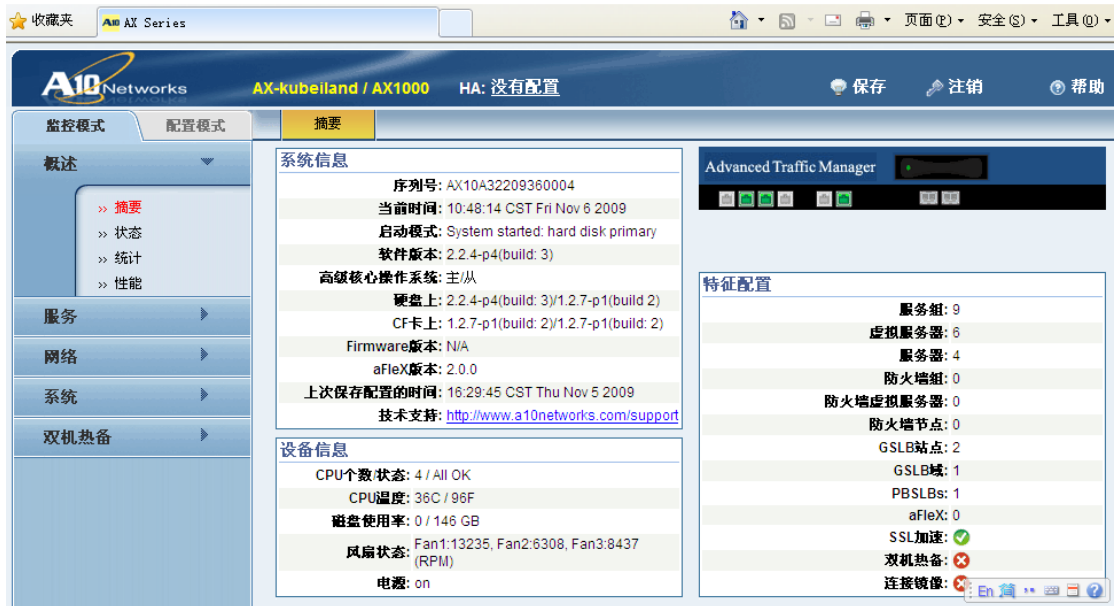 收藏夹
A10 AX Series
页面(P)
安全(S)
工具(O)
A10 Networks
AX-kubeiland / AX1000
HA: 没有配置
保存
注销
帮助
监控模式
配置模式
摘要
概述
» 摘要
» 状态
» 统计
» 性能
服务
网络
系统
双机热备
系统信息
序列号: AX10A32209360004
当前时间: 10:48:14 CST Fri Nov 6 2009
启动模式: System started: hard disk primary
软件版本: 2.2.4-p4(build: 3)
高级核心操作系统: 主/从
硬盘上: 2.2.4-p4(build: 3)/1.2.7-p1(build 2)
CF卡上: 1.2.7-p1(build: 2)/1.2.7-p1(build: 2)
Firmware版本: N/A
aFleX版本: 2.0.0
上次保存配置的时间: 16:29:45 CST Thu Nov 5 2009
技术支持: http://www.a10networks.com/support
设备信息
CPU个数/状态: 4 / All OK
CPU温度: 36C / 96F
磁盘使用率: 0 / 146 GB
风扇状态: Fan1:13235, Fan2:6308, Fan3:8437
(RPM)
电源: on
Advanced Traffic Manager
特征配置
服务组: 9
虚拟服务器: 6
服务器: 4
防火墙组: 0
防火墙虚拟服务器: 0
防火墙节点: 0
GSLB站点: 2
GSLB域: 1
PBSLBs: 1
aFleX: 0
SSL加速:
双机热备:
连接镜像:
En 简